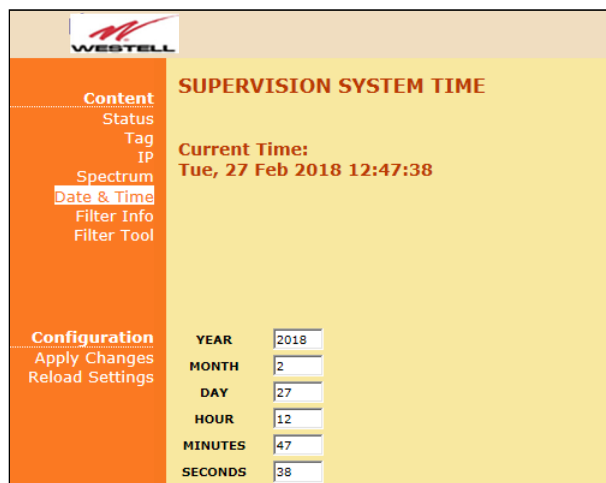 WESTELL
Content
Status
Tag
IP
Spectrum
Date & Time
Filter Info
Filter Tool
Configuration
Apply Changes
Reload Settings
SUPERVISION SYSTEM TIME
Current Time:
Tue, 27 Feb 2018 12:47:38
YEAR 2018
MONTH 2
DAY 27
HOUR 12
MINUTES 47
SECONDS 38